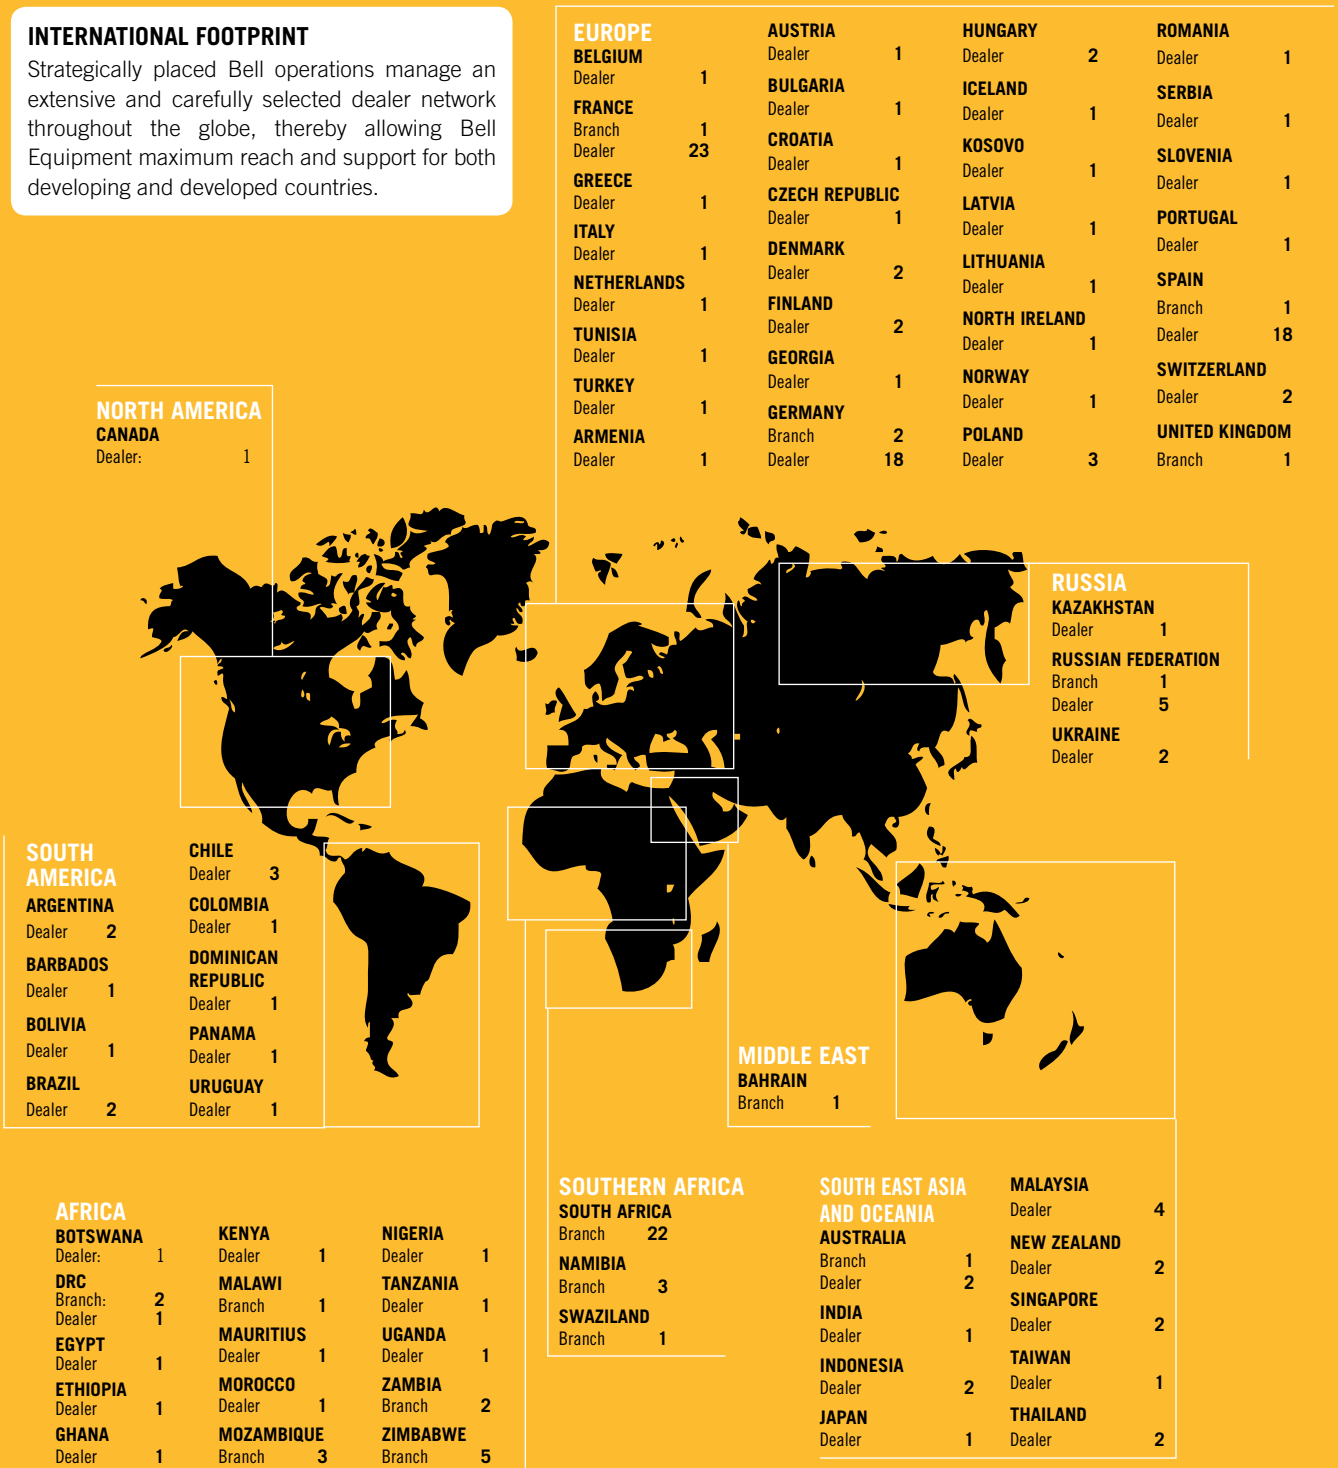 INTERNATIONAL FOOTPRINT
Strategically placed Bell operations manage an
extensive and carefully selected dealer network
throughout the globe, thereby allowing Bell
Equipment maximum reach and support for both
developing and developed countries.
EUROPE
BELGIUM
Dealer 1
FRANCE
Branch 1
Dealer 23
GREECE
Dealer 1
ITALY
Dealer 1
NETHERLANDS
Dealer 1
TUNISIA
Dealer 1
TURKEY
Dealer 1
ARMENIA
Dealer 1
AUSTRIA
Dealer 1
BULGARIA
Dealer 1
CROATIA
Dealer 1
CZECH REPUBLIC
Dealer 1
DENMARK
Dealer 2
FINLAND
Dealer 2
GEORGIA
Dealer 1
GERMANY
Branch 2
Dealer 18
HUNGARY
Dealer 2
ICELAND
Dealer 1
KOSOVO
Dealer 1
LATVIA
Dealer 1
LITHUANIA
Dealer 1
NORTH IRELAND
Dealer 1
NORWAY
Dealer 1
POLAND
Dealer 3
ROMANIA
Dealer 1
SERBIA
Dealer 1
SLOVENIA
Dealer 1
PORTUGAL
Dealer 1
SPAIN
Branch 1
Dealer 18
SWITZERLAND
Dealer 2
UNITED KINGDOM
Branch 1
NORTH AMERICA
CANADA
Dealer: 1
RUSSIA
KAZAKHSTAN
Dealer 1
RUSSIAN FEDERATION
Branch 1
Dealer 5
UKRAINE
Dealer 2
SOUTH
AMERICA
ARGENTINA
Dealer 2
BARBADOS
Dealer 1
BOLIVIA
Dealer 1
BRAZIL
Dealer 2
CHILE
Dealer 3
COLOMBIA
Dealer 1
DOMINICAN
REPUBLIC
Dealer 1
PANAMA
Dealer 1
URUGUAY
Dealer 1
MIDDLE EAST
BAHRAIN
Branch 1
AFRICA
BOTSWANA
Dealer: 1
DRC
Branch: 2
Dealer 1
EGYPT
Dealer 1
ETHIOPIA
Dealer 1
GHANA
Dealer 1
KENYA
Dealer 1
MALAWI
Branch 1
MAURITIUS
Dealer 1
MOROCCO
Dealer 1
MOZAMBIQUE
Branch 3
NIGERIA
Dealer 1
TANZANIA
Dealer 1
UGANDA
Dealer 1
ZAMBIA
Branch 2
ZIMBABWE
Branch 5
SOUTHERN AFRICA
SOUTH AFRICA
Branch 22
NAMIBIA
Branch 3
SWAZILAND
Branch 1
SOUTH EAST ASIA
AND OCEANIA
AUSTRALIA
Branch 1
Dealer 2
INDIA
Dealer 1
INDONESIA
Dealer 2
JAPAN
Dealer 1
MALAYSIA
Dealer 4
NEW ZEALAND
Dealer 2
SINGAPORE
Dealer 2
TAIWAN
Dealer 1
THAILAND
Dealer 2